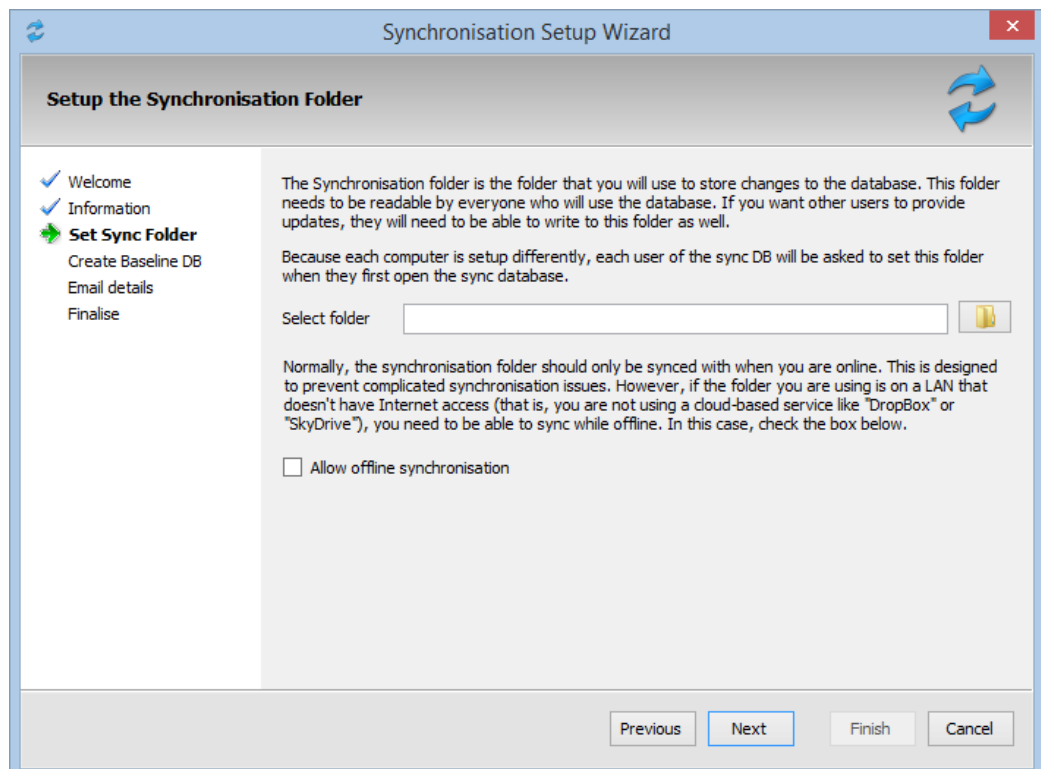 Synchronisation Setup Wizard
Setup the Synchronisation Folder
Welcome
Information
Set Sync Folder
Create Baseline DB
Email details
Finalise
The Synchronisation folder is the folder that you will use to store changes to the database. This folder
needs to be readable by everyone who will use the database. If you want other users to provide
updates, they will need to be able to write to this folder as well.
Because each computer is setup differently, each user of the sync DB will be asked to set this folder
when they first open the sync database.
Select folder
Normally, the synchronisation folder should only be synced with when you are online. This is designed
to prevent complicated synchronisation issues. However, if the folder you are using is on a LAN that
doesn't have Internet access (that is, you are not using a cloud-based service like "DropBox" or
"SkyDrive"), you need to be able to sync while offline. In this case, check the box below.
Allow offline synchronisation
Previous
Next
Finish
Cancel